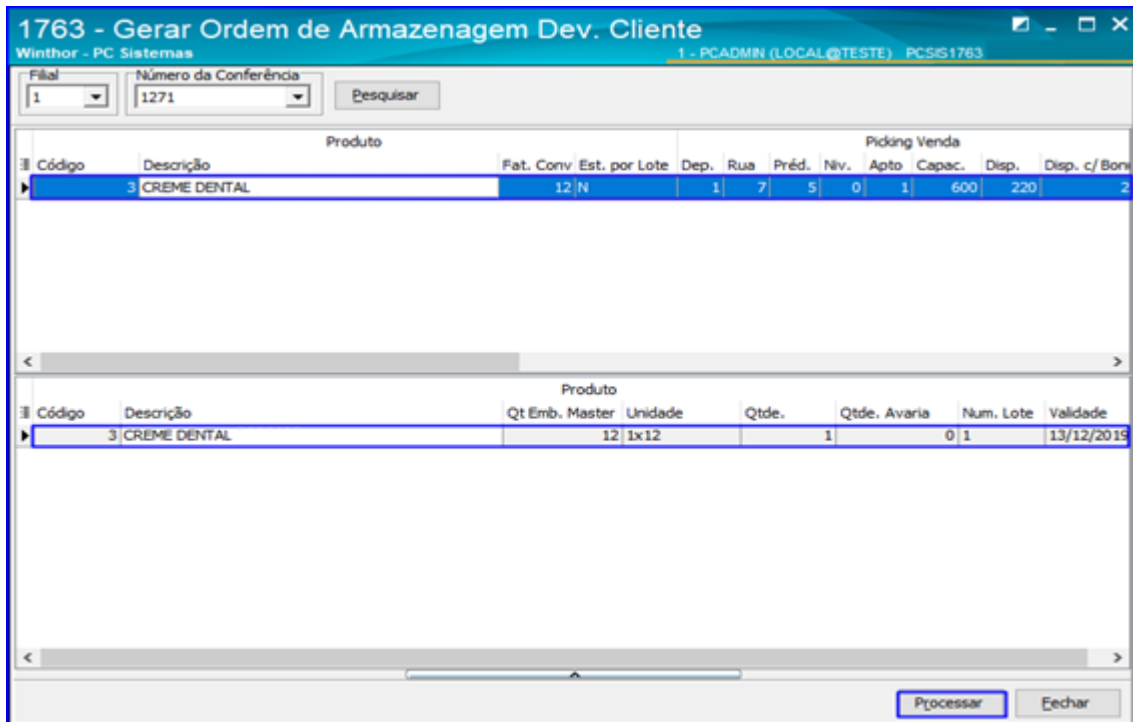 1763 - Gerar Ordem de Armazenagem Dev. Cliente
Winthor - PC Sistemas 1 - PCADMIN (LOCAL@TESTE) PCSIS1763
Filial Número da Conferência
1 1271 Pesquisar
Produto Picking Venda
Código Descrição Fat. Conv Est. por Lote Dep. Rua Préd. Niv. Apto Capac. Disp. Disp. c/ Bon
3 CREME DENTAL 12 N 1 7 5 0 1 600 220 2
Produto
Código Descrição Qt Emb. Master Unidade Qtde. Qtde. Avaria Num. Lote Validade
3 CREME DENTAL 12 1x12 1 0 1 13/12/2019
Processar Fechar